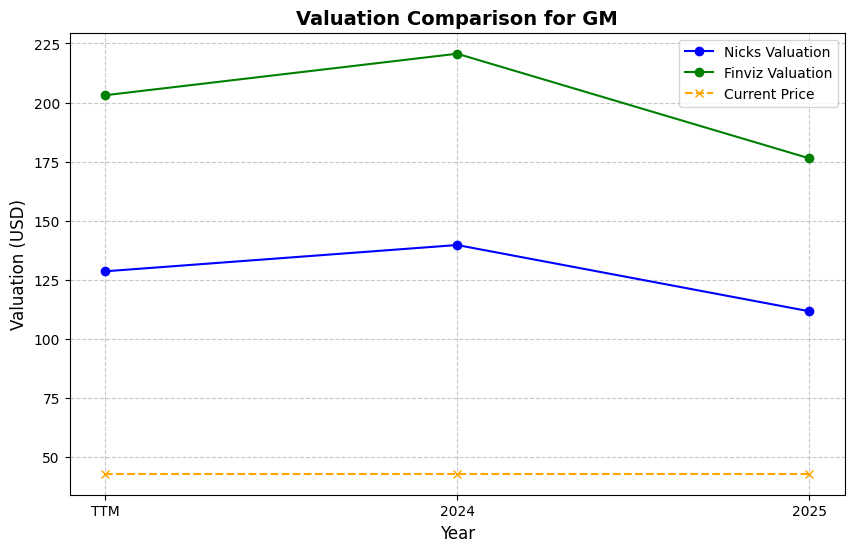 Valuation Comparison for GM
Nicks Valuation
Finviz Valuation
Current Price
Valuation (USD)
225
200
175
150
125
100
75
50
TTM
2024
2025
Year